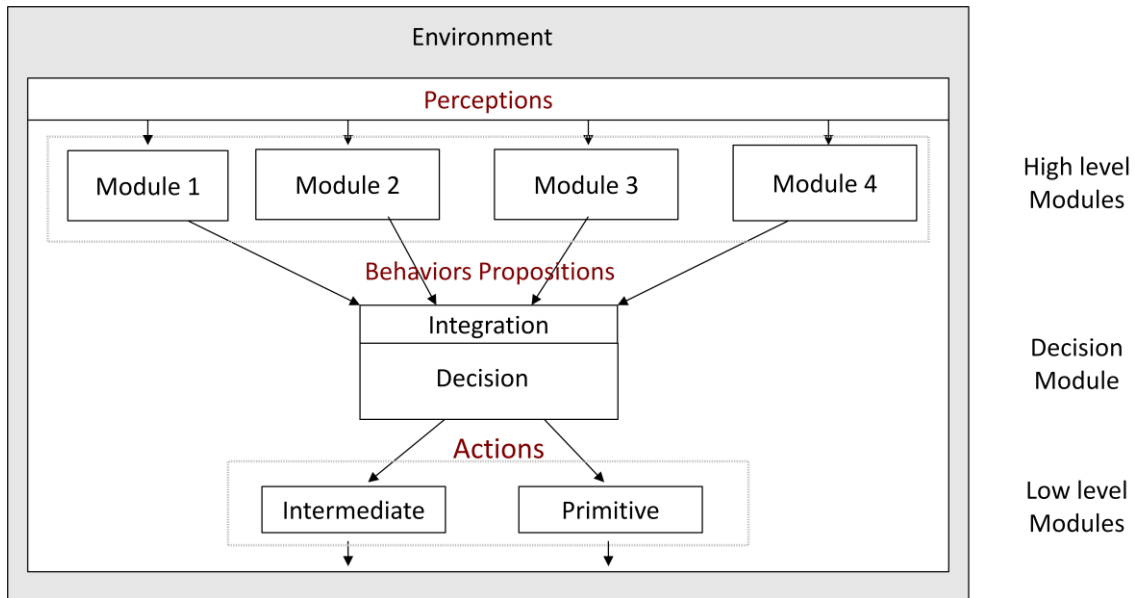 Environment
Perceptions
Module 1
Module 2
Module 3
Module 4
High level
Modules
Behaviors Propositions
Integration
Decision
Decision
Module
Actions
Intermediate
Primitive
Low level
Modules